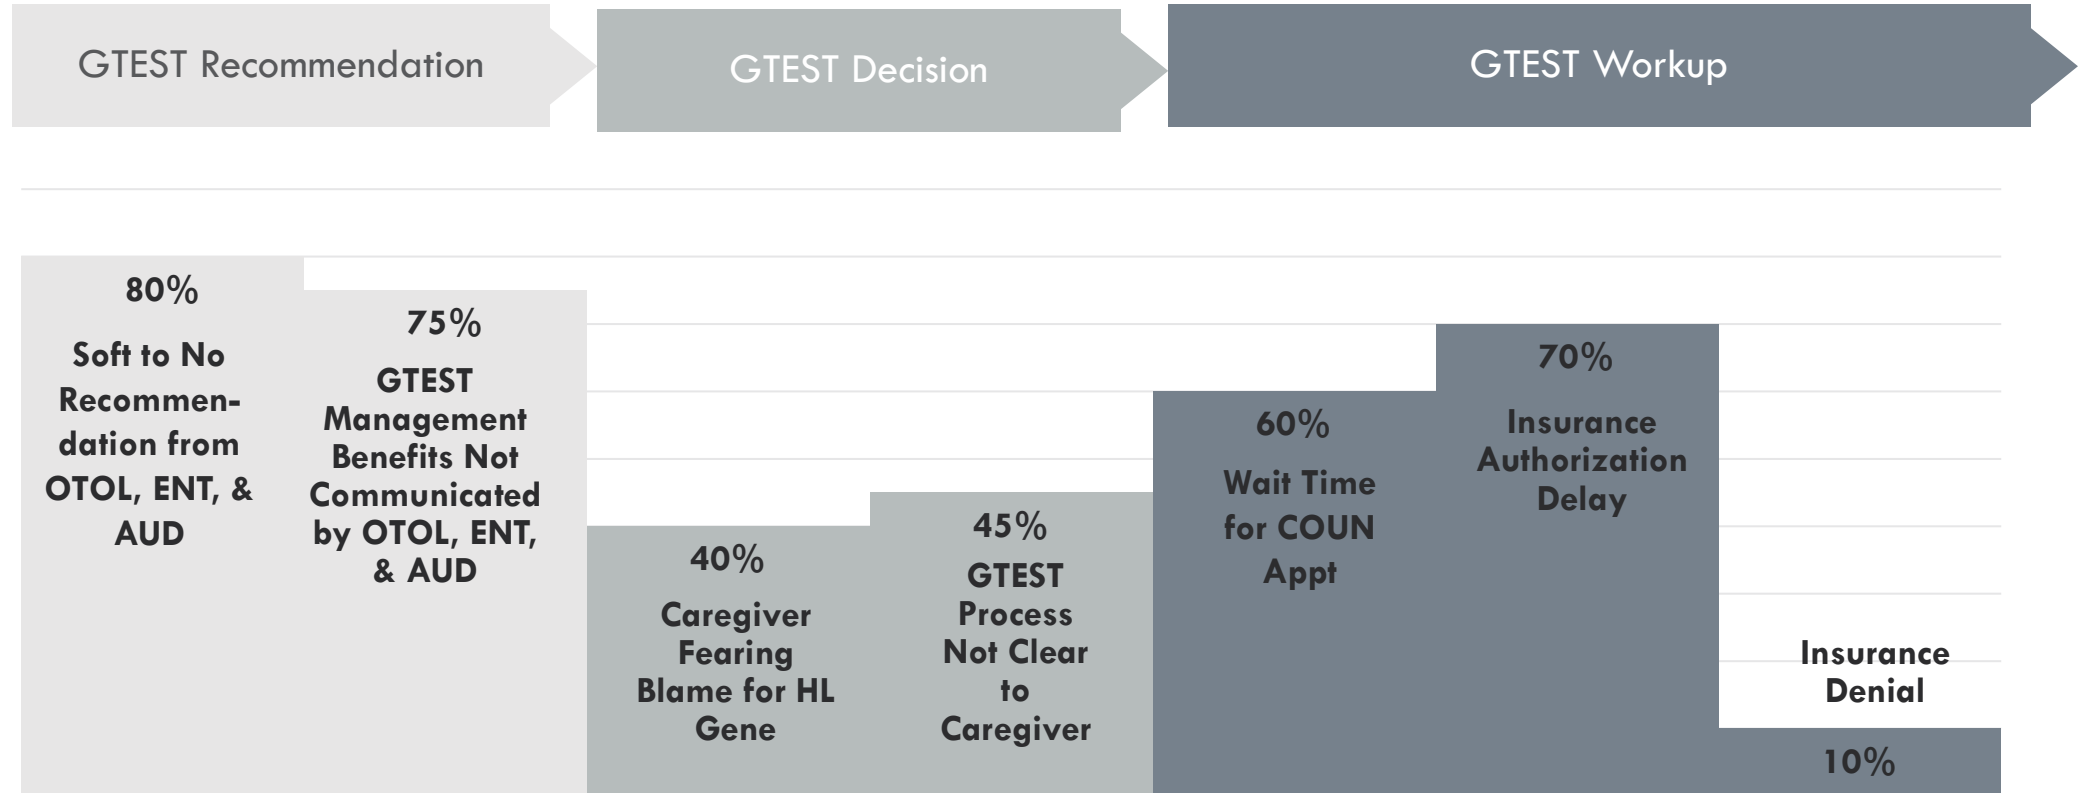 GTEST Recommendation
GTEST Decision
GTEST Workup
80%
Soft to No
Recommen-
dation from
OTOL, ENT, &
AUD
75%
GTEST
Management
Benefits Not
Communicated
by OTOL, ENT,
& AUD
40%
Caregiver
Fearing
Blame for HL
Gene
45%
GTEST
Process
Not Clear
to
Caregiver
60%
Wait Time
for COUN
Appt
70%
Insurance
Authorization
Delay
Insurance
Denial
10%